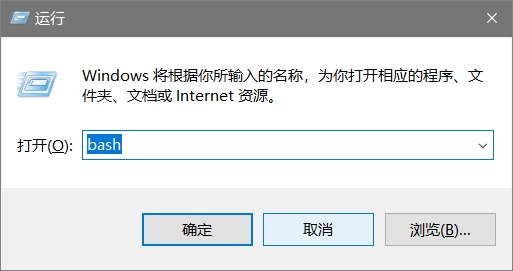 运行
Windows 将根据你所输入的名称，为你打开相应的程序、文
件夹、文档或 Internet 资源。
打开(O): bash
确定 取消 浏览(B)...